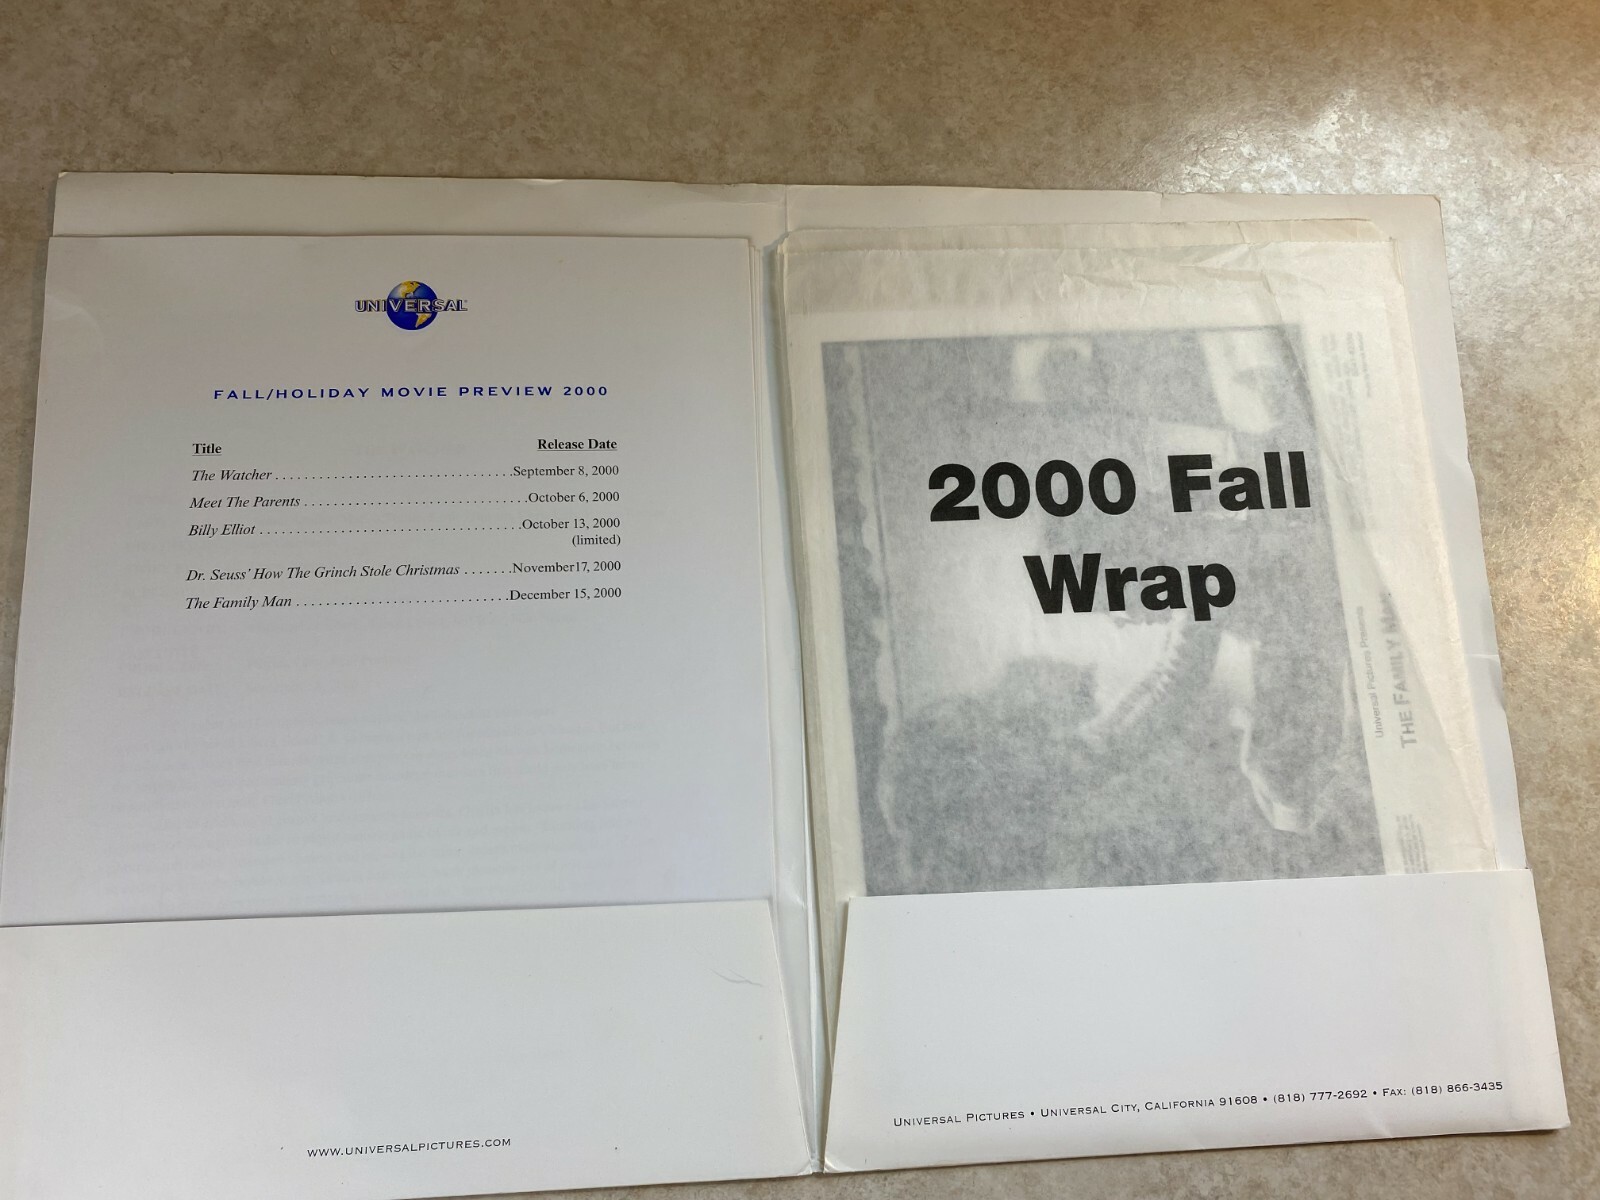 UNIVERSAL
FALL/HOLIDAY MOVIE PREVIEW 2000
Title Release Date
The Watcher . . . . . . . . . . . . . . . . . . . . . . . . . . . . .September 8, 2000
Meet The Parents . . . . . . . . . . . . . . . . . . . . . . . . . . .October 6, 2000
Billy Elliot . . . . . . . . . . . . . . . . . . . . . . . . . . . . . . . .October 13, 2000
(limited)
Dr. Seuss' How The Grinch Stole Christmas . . . . . . .November17, 2000
The Family Man . . . . . . . . . . . . . . . . . . . . . . . . . . .December 15, 2000
WWW.UNIVERSALPICTURES.COM
2000 Fall
Wrap
Universal Pictures Presents
THE FAMILY MAN
UNIVERSAL PICTURES • UNIVERSAL CITY, CALIFORNIA 91608 • (818) 777-2692 • FAX: (818) 866-3435